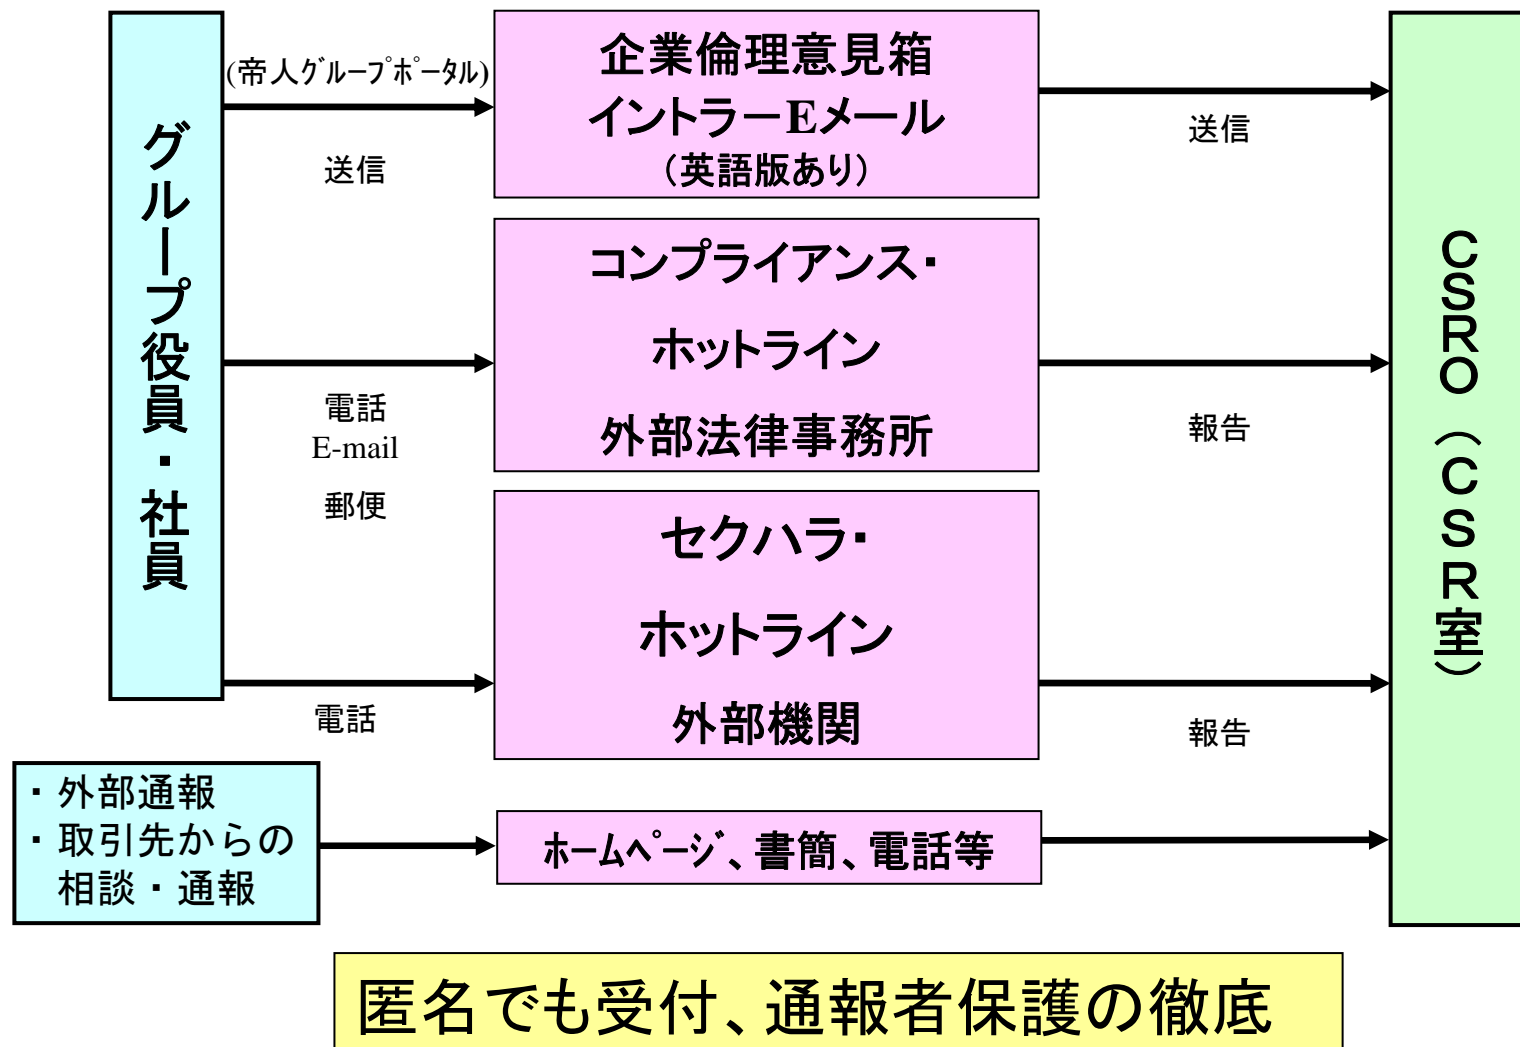 グループ役員・社員
(帝人ｸﾞﾙｰﾌﾟﾎﾟｰﾀﾙ)
送信
企業倫理意見箱
イントラーEメール
（英語版あり）
送信
電話
E-mail
郵便
コンプライアンス・
ホットライン
外部法律事務所
報告
電話
セクハラ・
ホットライン
外部機関
報告
・外部通報
・取引先からの
相談・通報
ﾎｰﾑﾍﾟｰｼﾞ、書簡、電話等
ＣＳＲＯ（ＣＳＲ室）
匿名でも受付、通報者保護の徹底